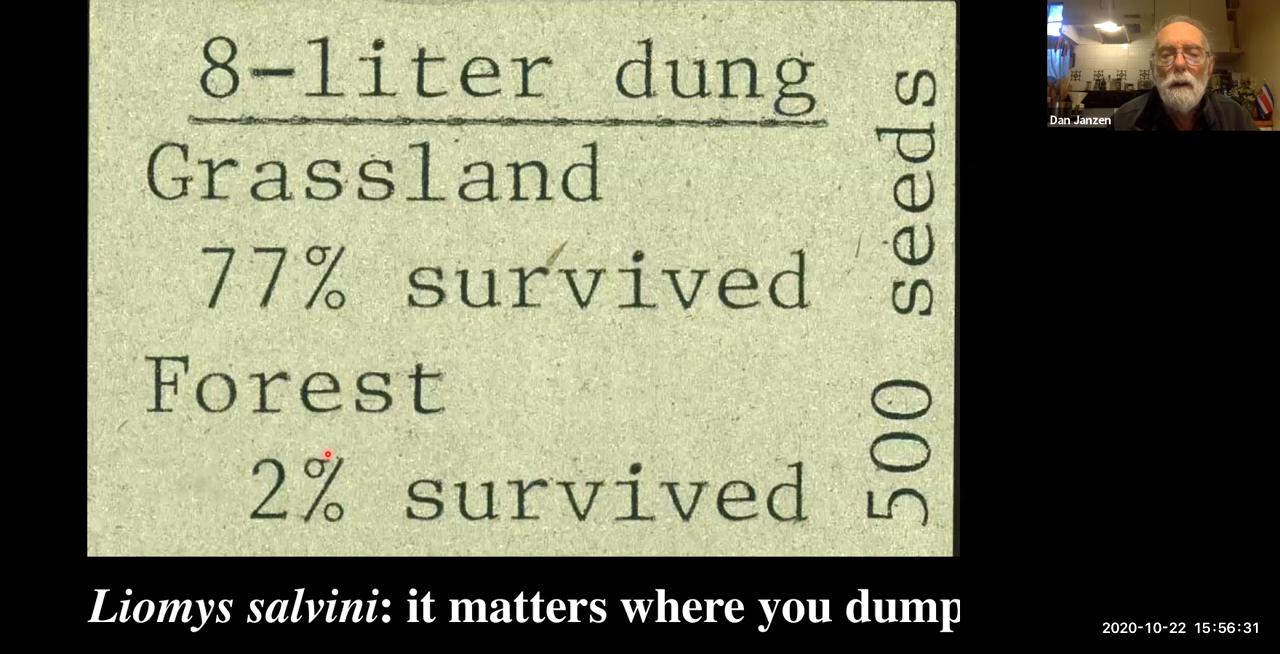 8-liter dung
Grassland
77% survived
Forest
2% survived
500 seeds
Liomys salvini: it matters where you dump
Dan Janzen
2020-10-22 15:56:31